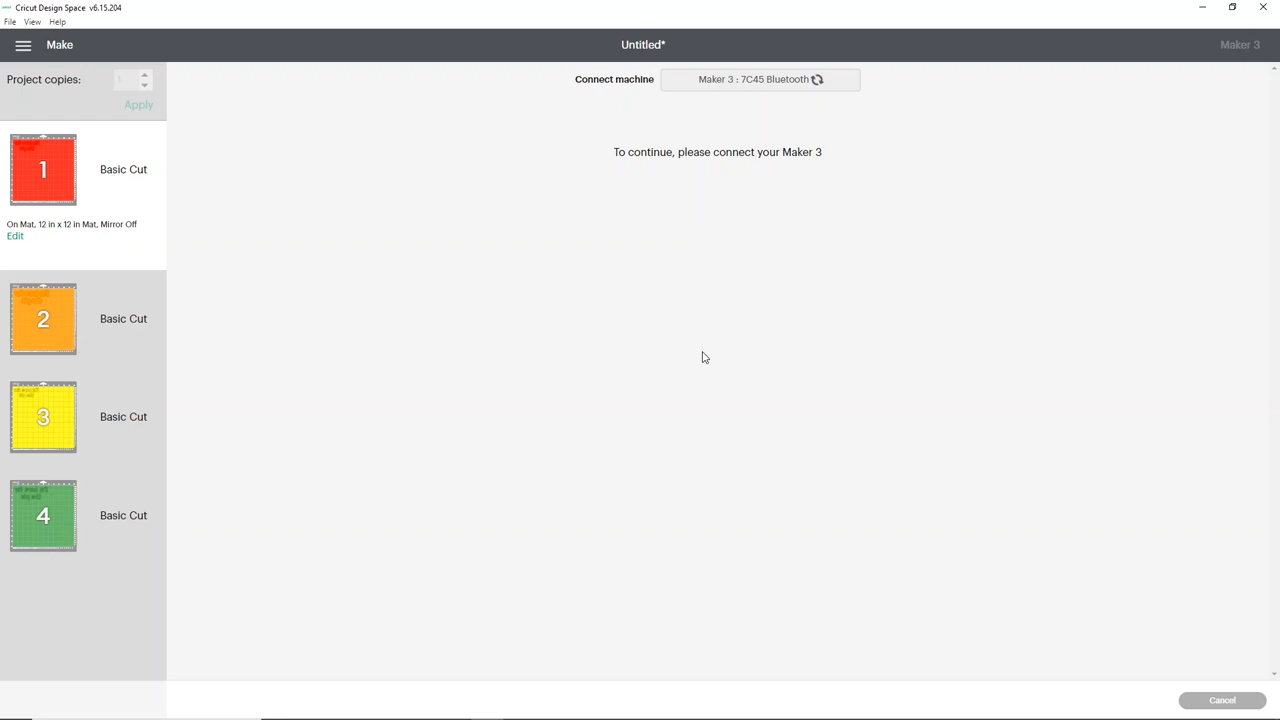 Cricut Design Space v6.15.204
File View Help
Make
Untitled*
Maker 3
Project copies:
1
Apply
Connect machine
Maker 3 : 7C45 Bluetooth
To continue, please connect your Maker 3
1
Basic Cut
On Mat, 12 in x 12 in Mat, Mirror Off
Edit
2
Basic Cut
3
Basic Cut
4
Basic Cut
Cancel